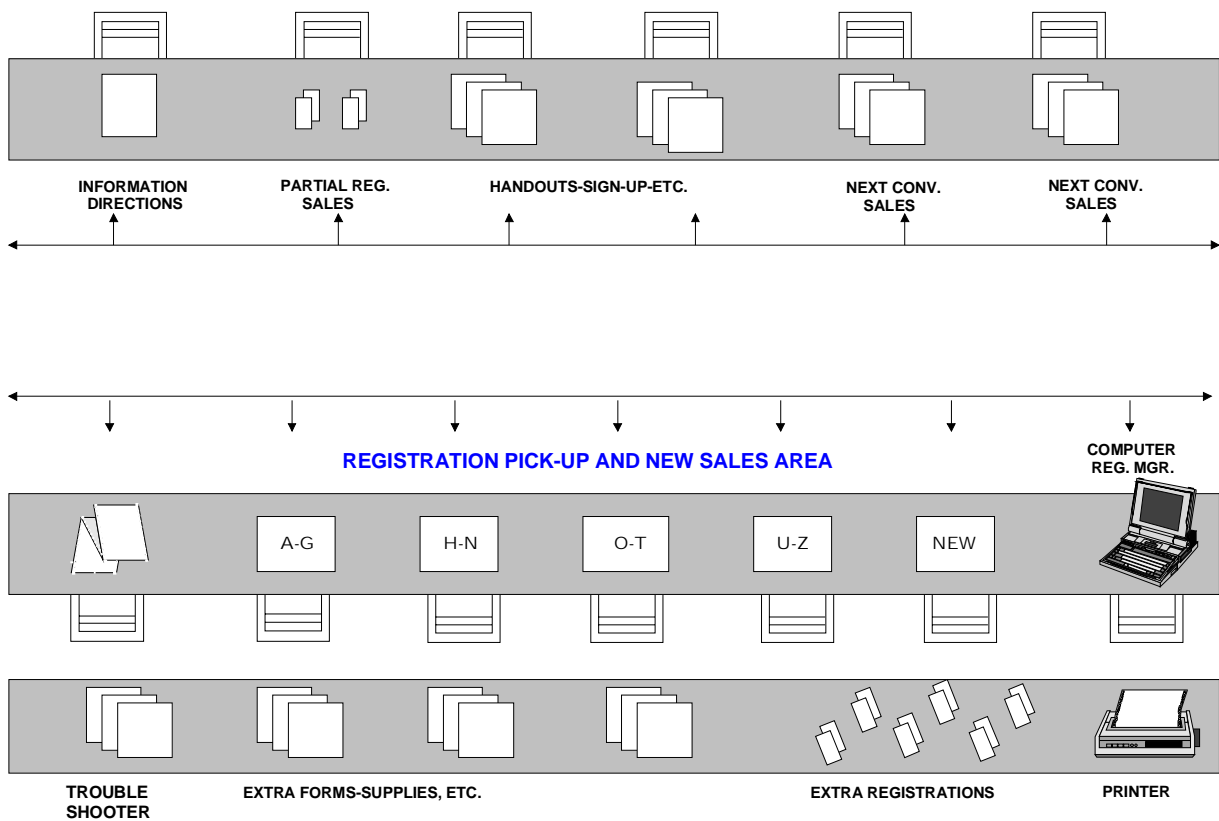 INFORMATION
DIRECTIONS
PARTIAL REG.
SALES
HANDOUTS-SIGN-UP-ETC.
NEXT CONV.
SALES
NEXT CONV.
SALES
REGISTRATION PICK-UP AND NEW SALES AREA
COMPUTER
REG. MGR.
A-G
H-N
O-T
U-Z
NEW
TROUBLE
SHOOTER
EXTRA FORMS-SUPPLIES, ETC.
EXTRA REGISTRATIONS
PRINTER